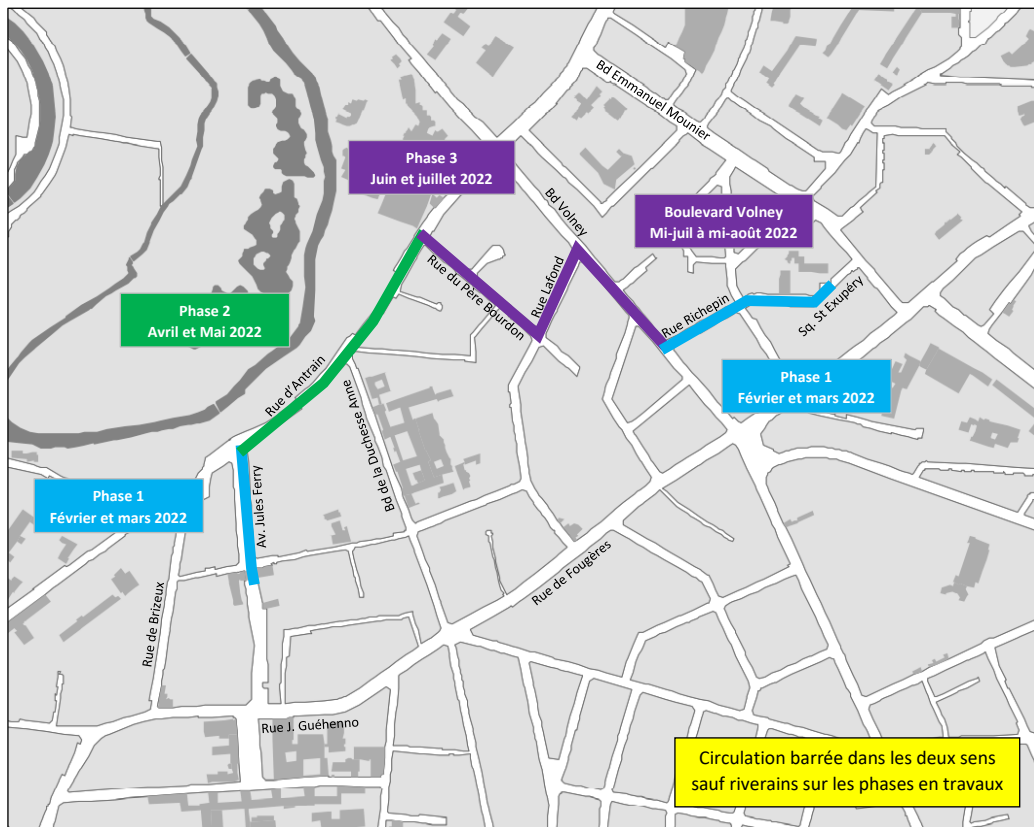 Bd Emmanuel Mounier
Phase 3
Juin et juillet 2022
Bd Volney
Boulevard Volney
Mi-juil à mi-août 2022
Rue du Père Bourdon
Rue Lafond
Rue Richepin
Sq. St Exupéry
Phase 2
Avril et Mai 2022
Rue d'Antrain
Bd de la Duchesse Anne
Phase 1
Février et mars 2022
Phase 1
Février et mars 2022
Av. Jules Ferry
Rue de Brizeux
Rue de Fougères
Rue J. Guéhenno
Circulation barrée dans les deux sens
sauf riverains sur les phases en travaux